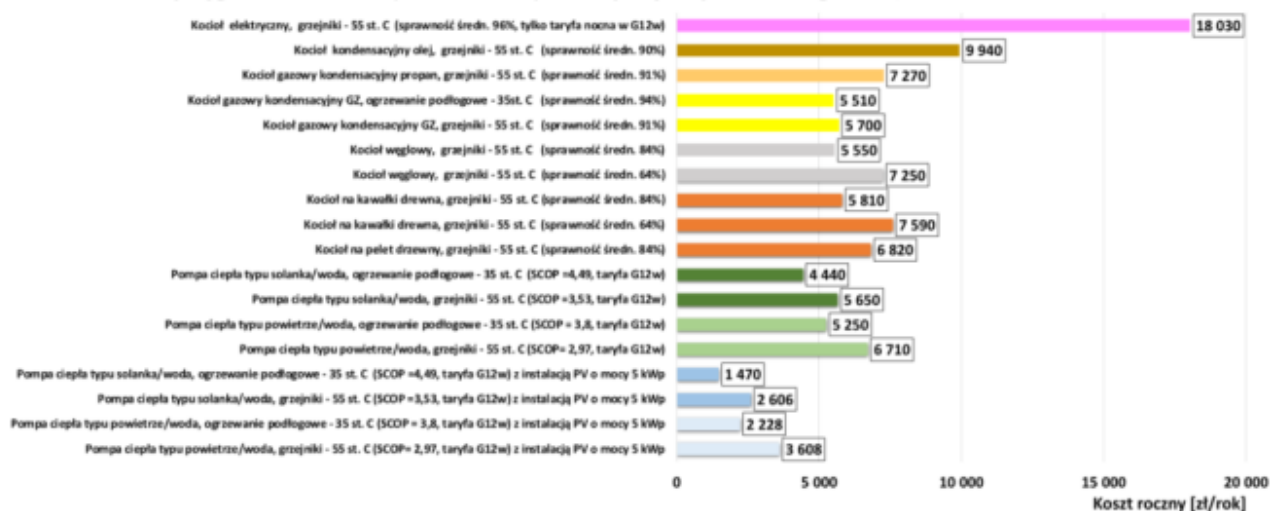 Kocioł elektryczny, grzejniki - 55 st. C (sprawność średn. 96%, tylko taryfa nocna w G12w) 18 030
Kocioł kondensacyjny olej, grzejniki - 55 st. C (sprawność średn. 90%) 9 940
Kocioł gazowy kondensacyjny propan, grzejniki - 55 st. C (sprawność średn. 91%) 7 270
Kocioł gazowy kondensacyjny GZ, ogrzewanie podłogowe - 35st. C (sprawność średn. 94%) 5 510
Kocioł gazowy kondensacyjny GZ, grzejniki - 55 st. C (sprawność średn. 91%) 5 700
Kocioł węglowy, grzejniki - 55 st. C (sprawność średn. 84%) 5 550
Kocioł węglowy, grzejniki - 55 st. C (sprawność średn. 64%) 7 250
Kocioł na kawałki drewna, grzejniki - 55 st. C (sprawność średn. 84%) 5 810
Kocioł na kawałki drewna, grzejniki - 55 st. C (sprawność średn. 64%) 7 590
Kocioł na pelet drzewny, grzejniki - 55 st. C (sprawność średn. 84%) 6 820
Pompa ciepła typu solanka/woda, ogrzewanie podłogowe - 35 st. C (SCOP =4,49, taryfa G12w) 4 440
Pompa ciepła typu solanka/woda, grzejniki - 55 st. C (SCOP =3,53, taryfa G12w) 5 650
Pompa ciepła typu powietrze/woda, ogrzewanie podłogowe - 35 st. C (SCOP = 3,8, taryfa G12w) 5 250
Pompa ciepła typu powietrze/woda, grzejniki - 55 st. C (SCOP= 2,97, taryfa G12w) 6 710
Pompa ciepła typu solanka/woda, ogrzewanie podłogowe - 35 st. C (SCOP =4,49, taryfa G12w) z instalacją PV o mocy 5 kWp 1 470
Pompa ciepła typu solanka/woda, grzejniki - 55 st. C (SCOP =3,53, taryfa G12w) z instalacją PV o mocy 5 kWp 2 606
Pompa ciepła typu powietrze/woda, ogrzewanie podłogowe - 35 st. C (SCOP = 3,8, taryfa G12w) z instalacją PV o mocy 5 kWp 2 228
Pompa ciepła typu powietrze/woda, grzejniki - 55 st. C (SCOP= 2,97, taryfa G12w) z instalacją PV o mocy 5 kWp 3 608
0 5 000 10 000 15 000 20 000
Koszt roczny [zł/rok]